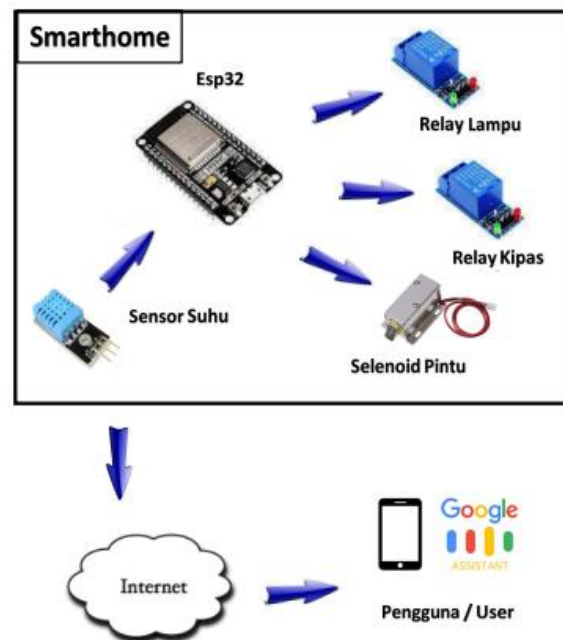 Smarthome
Esp32
Relay Lampu
Relay Kipas
Sensor Suhu
Selenoid Pintu
Internet
Google
ASSISTANT
Pengguna / User